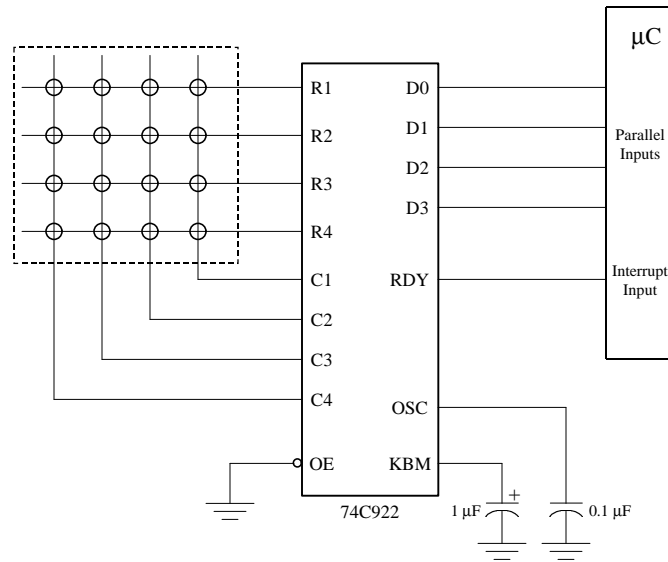 μC
R1
D0
R2
D1
Parallel
Inputs
D2
R3
D3
R4
C1
RDY
Interrupt
Input
C2
C3
C4
OSC
OE
KBM
+
1 μF
0.1 μF
74C922